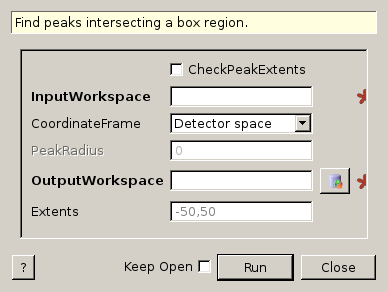 Find peaks intersecting a box region.
CheckPeakExtents
InputWorkspace
CoordinateFrame Detector space
PeakRadius 0
OutputWorkspace
Extents -50,50
? Keep Open Run Close